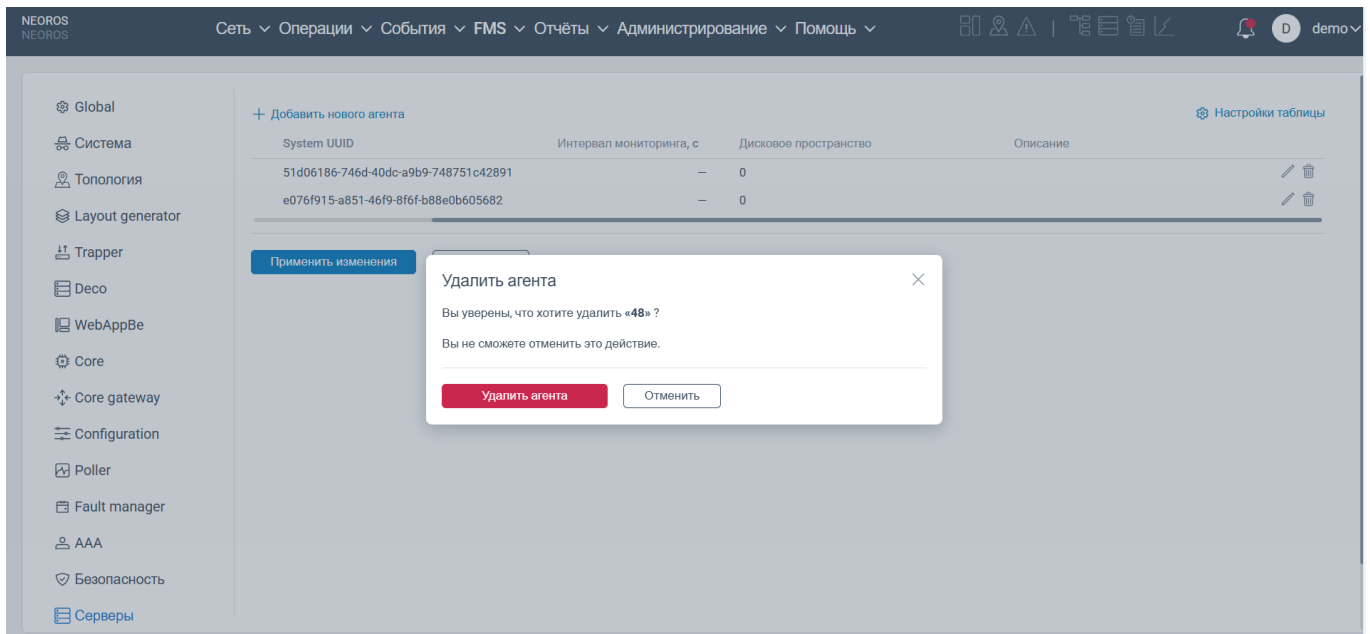 NEOROS
NEOROS
Сеть Операции События FMS Отчёты Администрирование Помощь
D demo
Global
Система
Топология
Layout generator
Trapper
Deco
WebAppBe
Core
Core gateway
Configuration
Poller
Fault manager
AAA
Безопасность
Серверы
Добавить нового агента
Настройки таблицы
System UUID Интервал мониторинга, с Дисковое пространство Описание
51d06186-746d-40dc-a9b9-748751c42891 — 0
e076f915-a851-46f9-8f6f-b88e0b605682 — 0
Применить изменения
Удалить агента
Вы уверены, что хотите удалить «48» ?
Вы не сможете отменить это действие.
Удалить агента Отменить